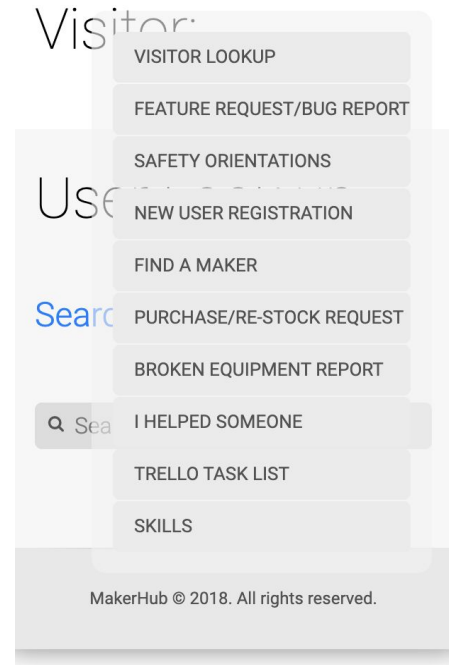 Visitor:
VISITOR LOOKUP
FEATURE REQUEST/BUG REPORT
SAFETY ORIENTATIONS
NEW USER REGISTRATION
FIND A MAKER
PURCHASE/RE-STOCK REQUEST
BROKEN EQUIPMENT REPORT
I HELPED SOMEONE
TRELLO TASK LIST
SKILLS
MakerHub © 2018. All rights reserved.